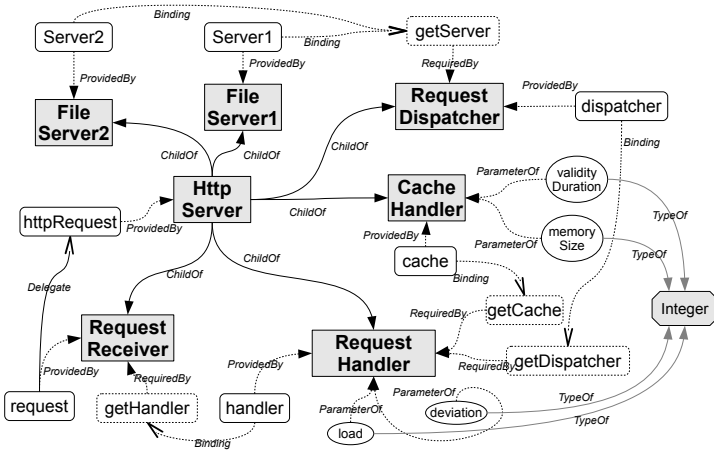 Binding
Server2
Server1
getServer
Binding
ProvidedBy
ProvidedBy
RequiredBy
File
Server2
File
Server1
Request
Dispatcher
ProvidedBy
dispatcher
ChildOf
ChildOf
ChildOf
Binding
Http
Server
Cache
Handler
ParameterOf
validity
Duration
httpRequest
ProvidedBy
ChildOf
TypeOf
ProvidedBy
ParameterOf
memory
Size
cache
TypeOf
ChildOf
ChildOf
Binding
Delegate
getCache
Integer
RequiredBy
Request
Receiver
Request
Handler
getDispatcher
RequiredBy
ProvidedBy
RequiredBy
ProvidedBy
ParameterOf
request
getHandler
handler
ParameterOf
deviation
TypeOf
load
TypeOf
Binding